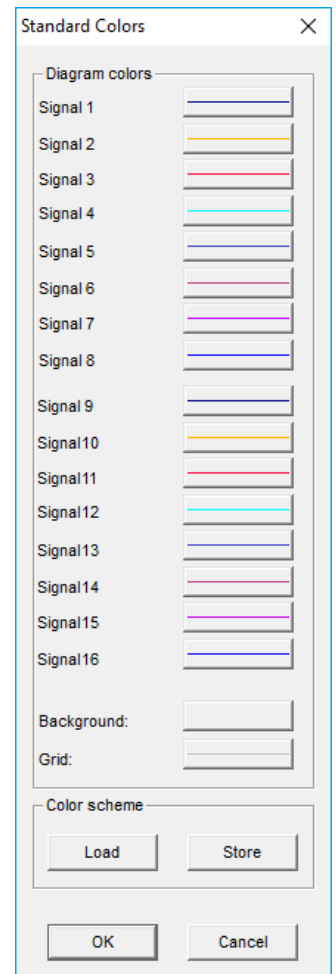 Standard Colors
Diagram colors
Signal 1
Signal 2
Signal 3
Signal 4
Signal 5
Signal 6
Signal 7
Signal 8
Signal 9
Signal10
Signal11
Signal12
Signal13
Signal14
Signal15
Signal16
Background:
Grid:
Color scheme
Load Store
OK Cancel